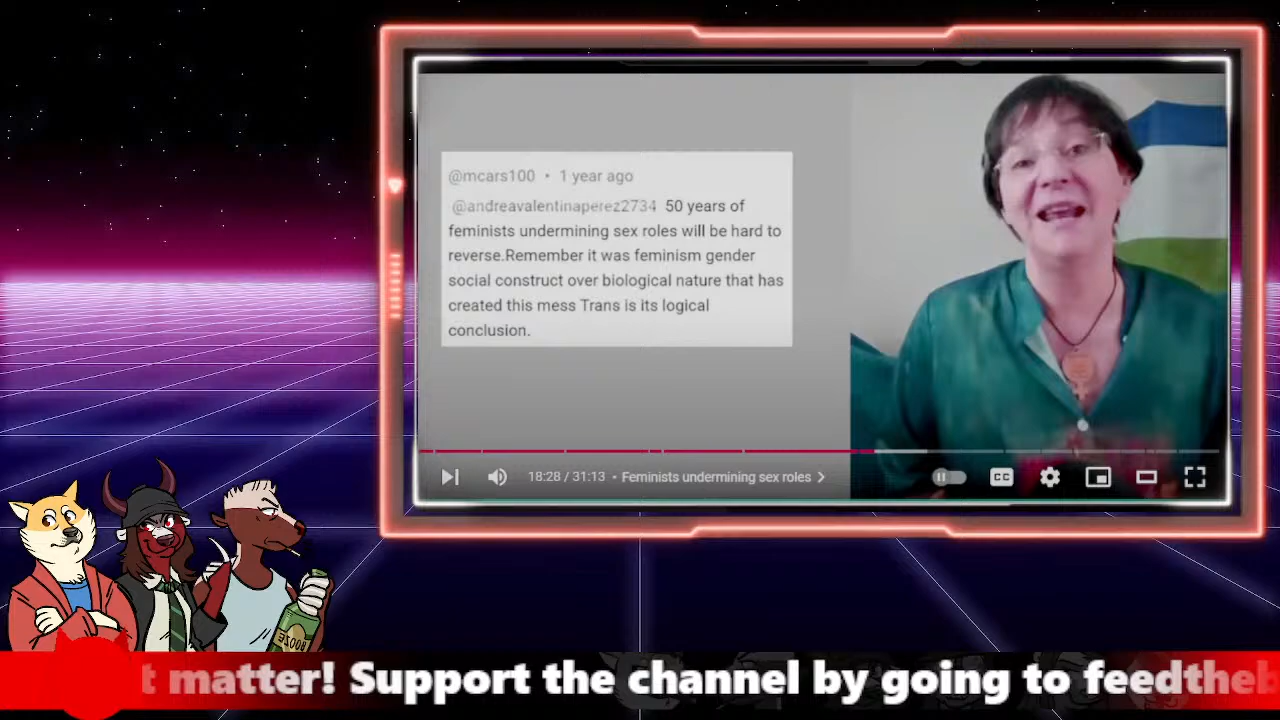 @mcars100 • 1 year ago
@andreavalentinaperez2734 50 years of
feminists undermining sex roles will be hard to
reverse.Remember it was feminism gender
social construct over biological nature that has
created this mess Trans is its logical
conclusion.
18:28 / 31:13 • Feminists undermining sex roles
CC
BOOZE
t matter! Support the channel by going to feedtheb